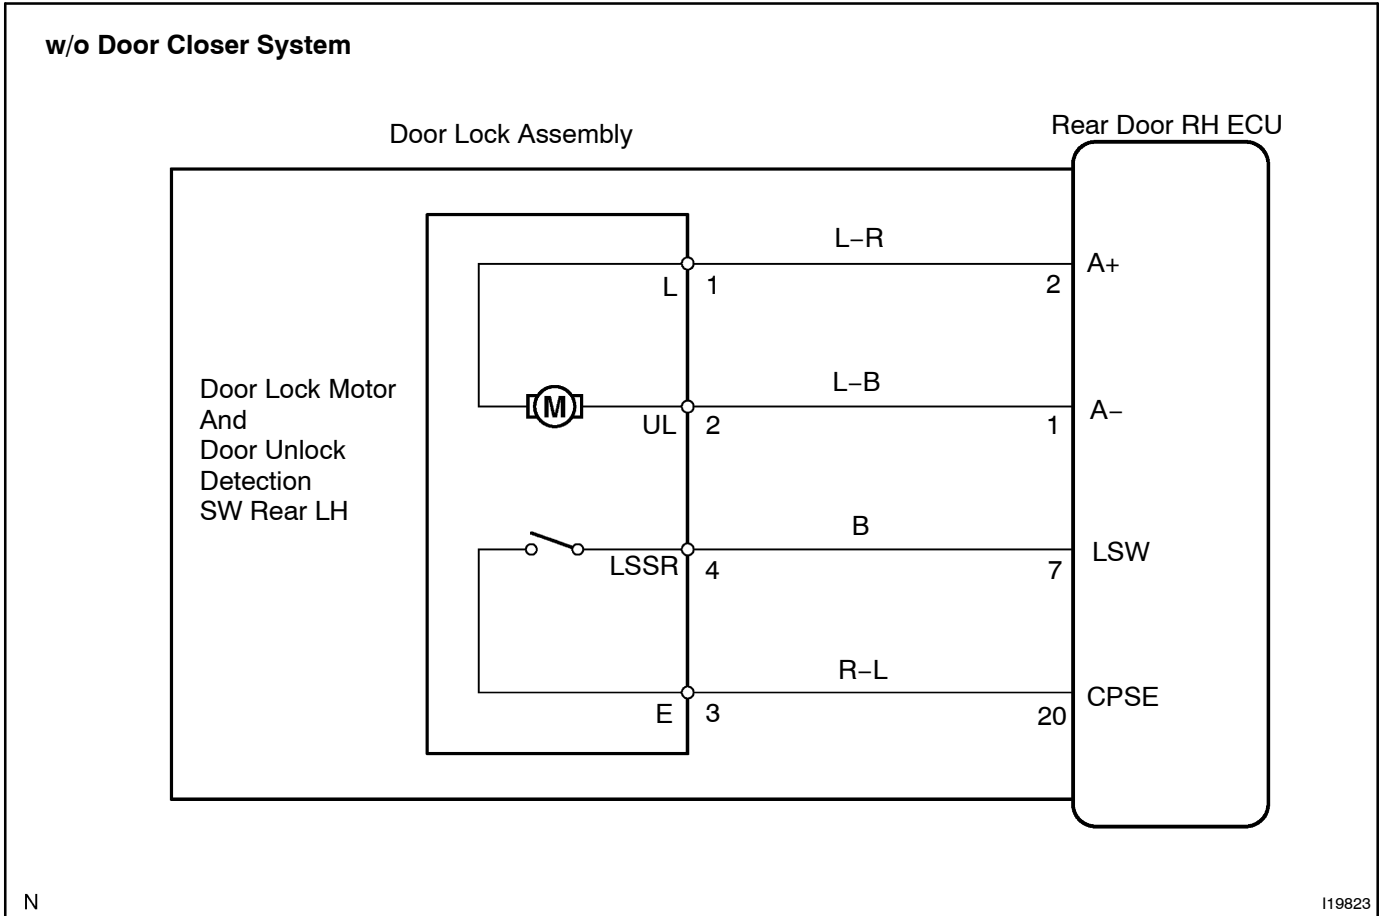 w/o Door Closer System
Door Lock Assembly
Rear Door RH ECU
L–R
A+
L
1
2
Door Lock Motor
And
Door Unlock
Detection
SW Rear LH
M
L–B
A–
UL
2
1
B
LSW
LSSR
4
7
R–L
CPSE
E
3
20
N
I19823